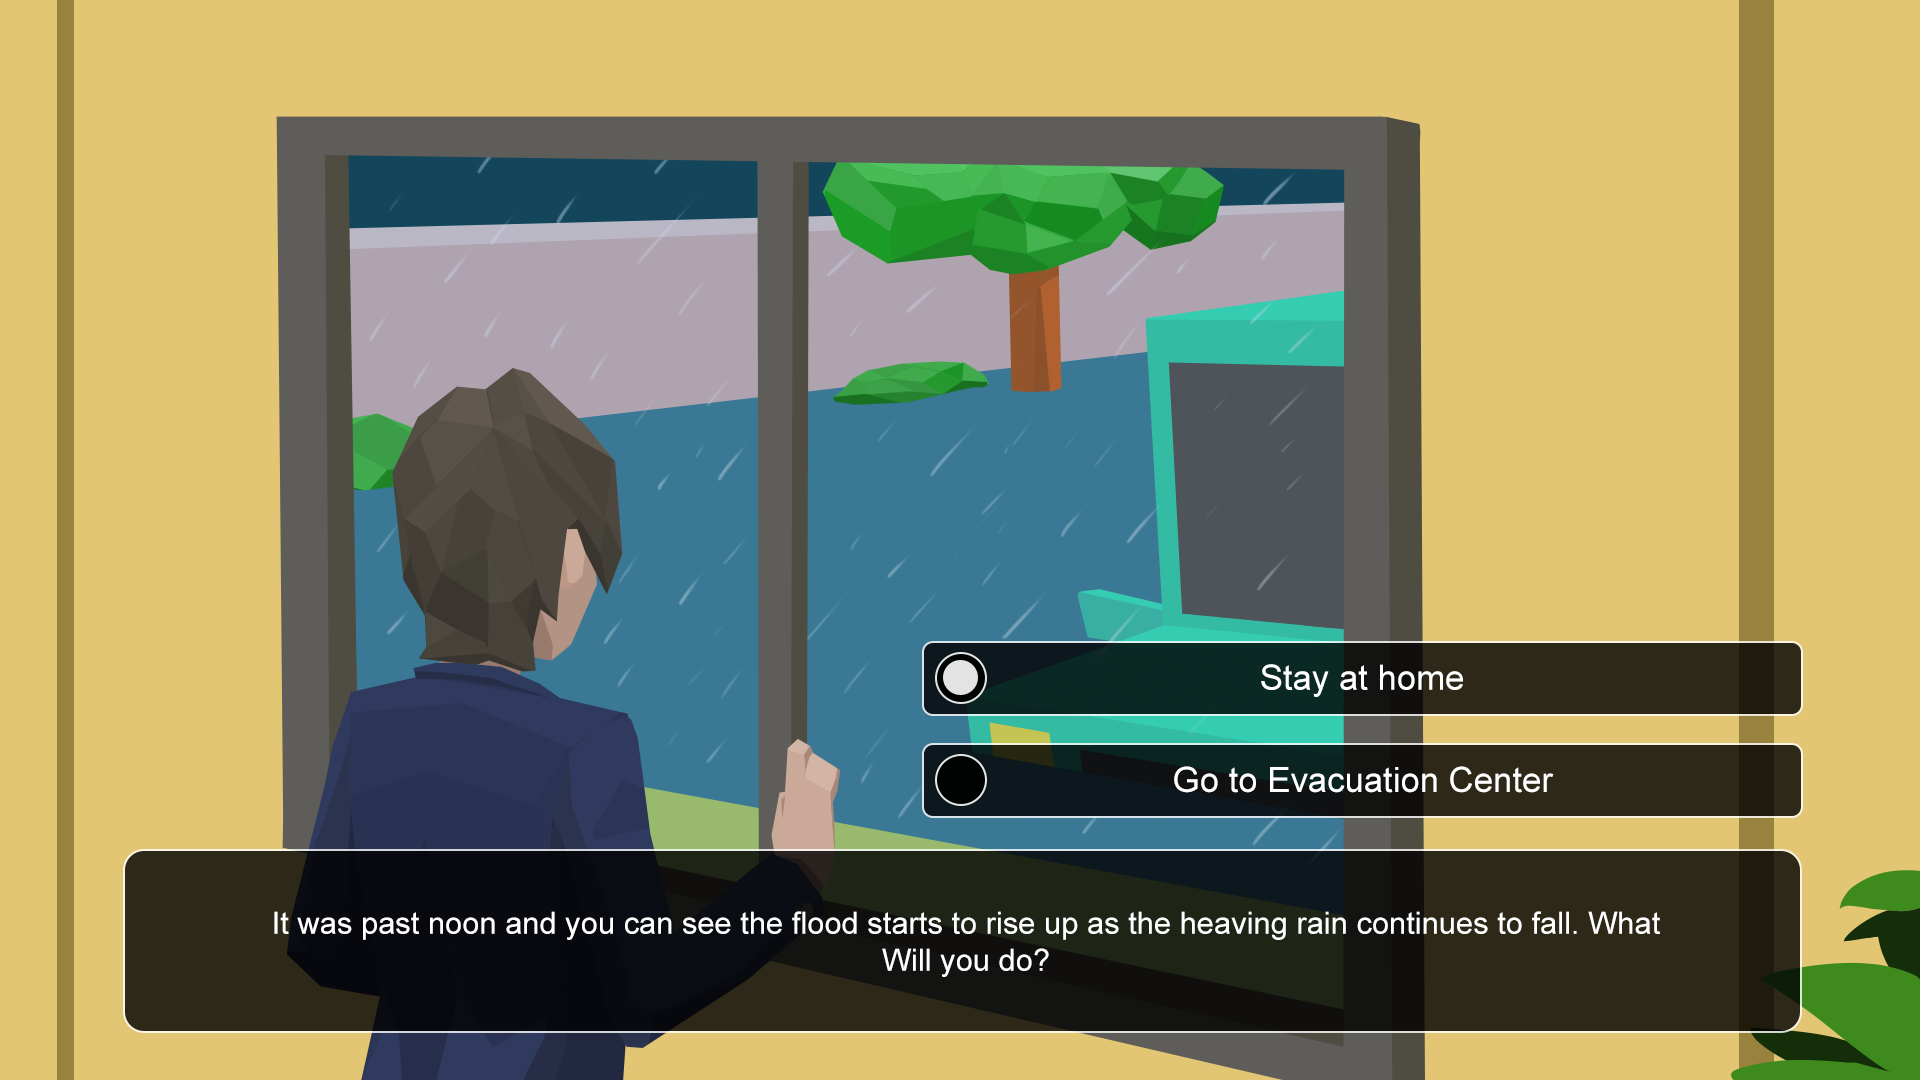 Stay at home
Go to Evacuation Center
It was past noon and you can see the flood starts to rise up as the heaving rain continues to fall. What
Will you do?